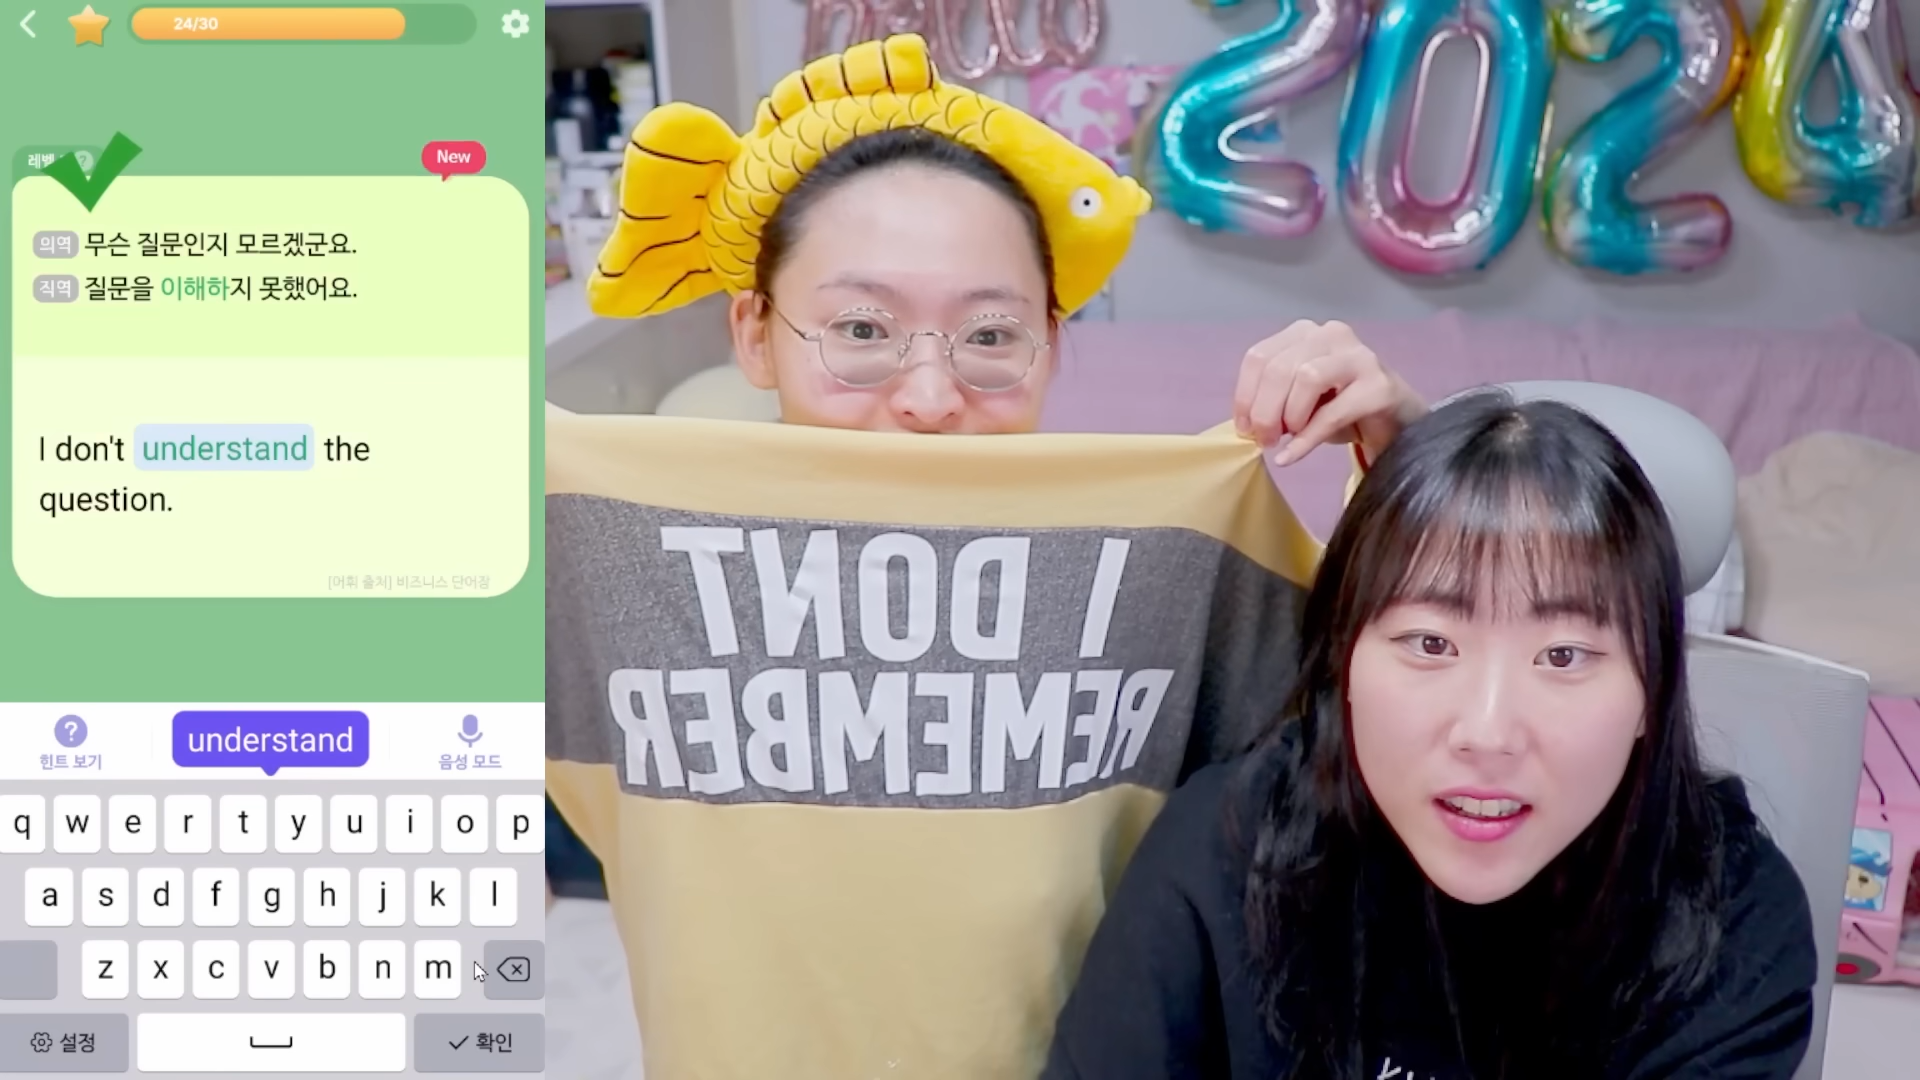 24/30
New
의역 무슨 질문인지 모르겠군요.
직역 질문을 이해하지 못했어요.
I don't understand the
question.
[어휘 출처] 비즈니스 단어장
?
힌트 보기
understand
음성 모드
q w e r t y u i o p
a s d f g h j k l
z x c v b n m
설정
확인
hello
2024
I DONT
REMEMBER